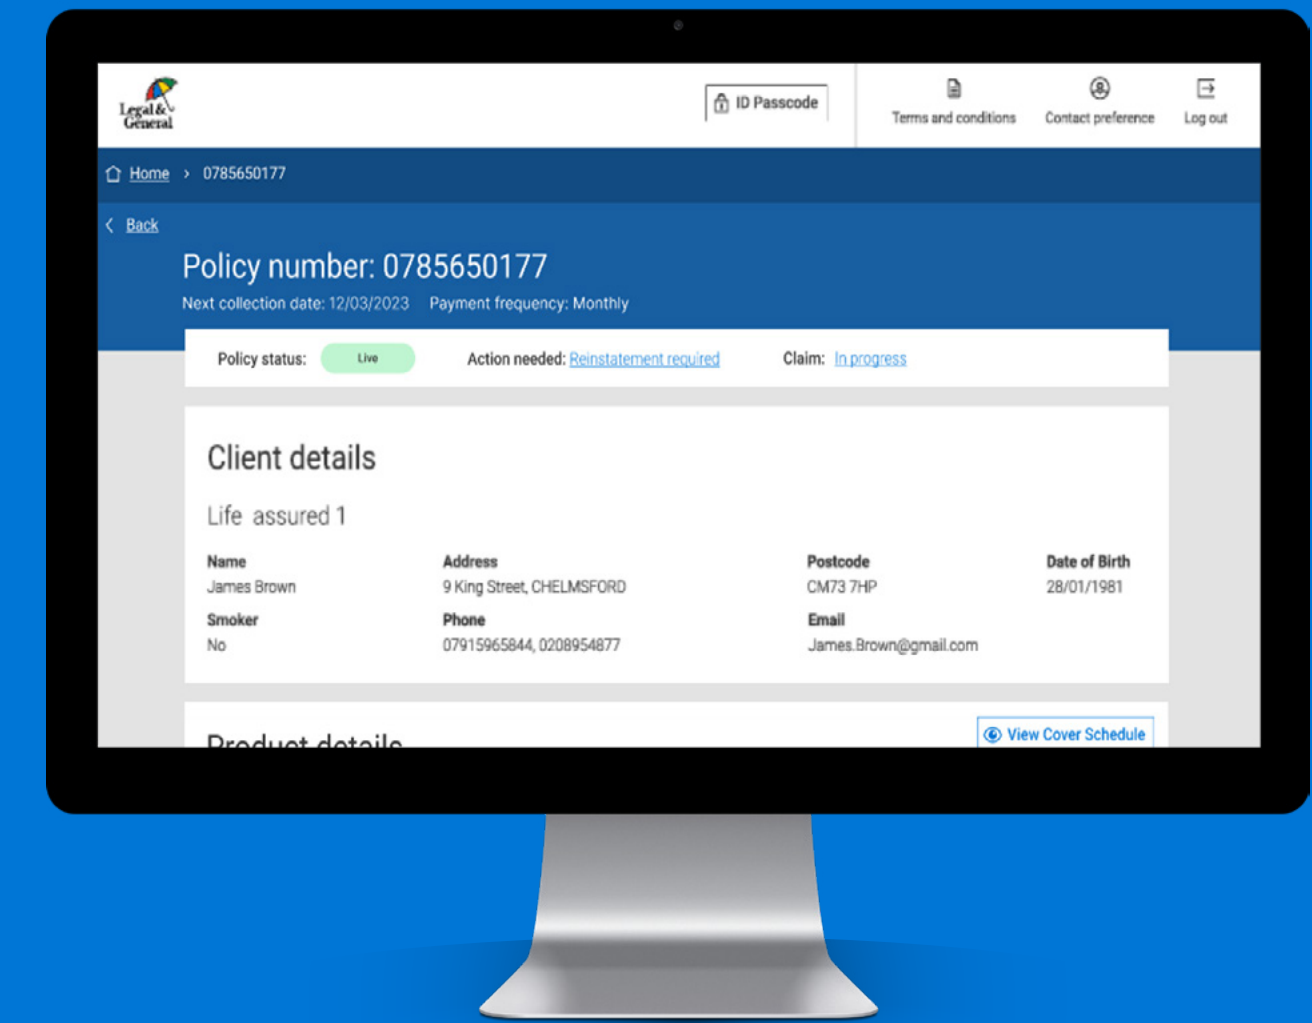 Legal &
General
ID Passcode
Terms and conditions
Contact preference
Log out
Home > 0785650177
< Back
Policy number: 0785650177
Next collection date: 12/03/2023 Payment frequency: Monthly
Policy status: Live Action needed: Reinstatement required Claim: In progress
Client details
Life assured 1
Name Address Postcode Date of Birth
James Brown 9 King Street, CHELMSFORD CM73 7HP 28/01/1981
Smoker Phone Email
No 07915965844, 0208954877 James.Brown@gmail.com
Product details
View Cover Schedule